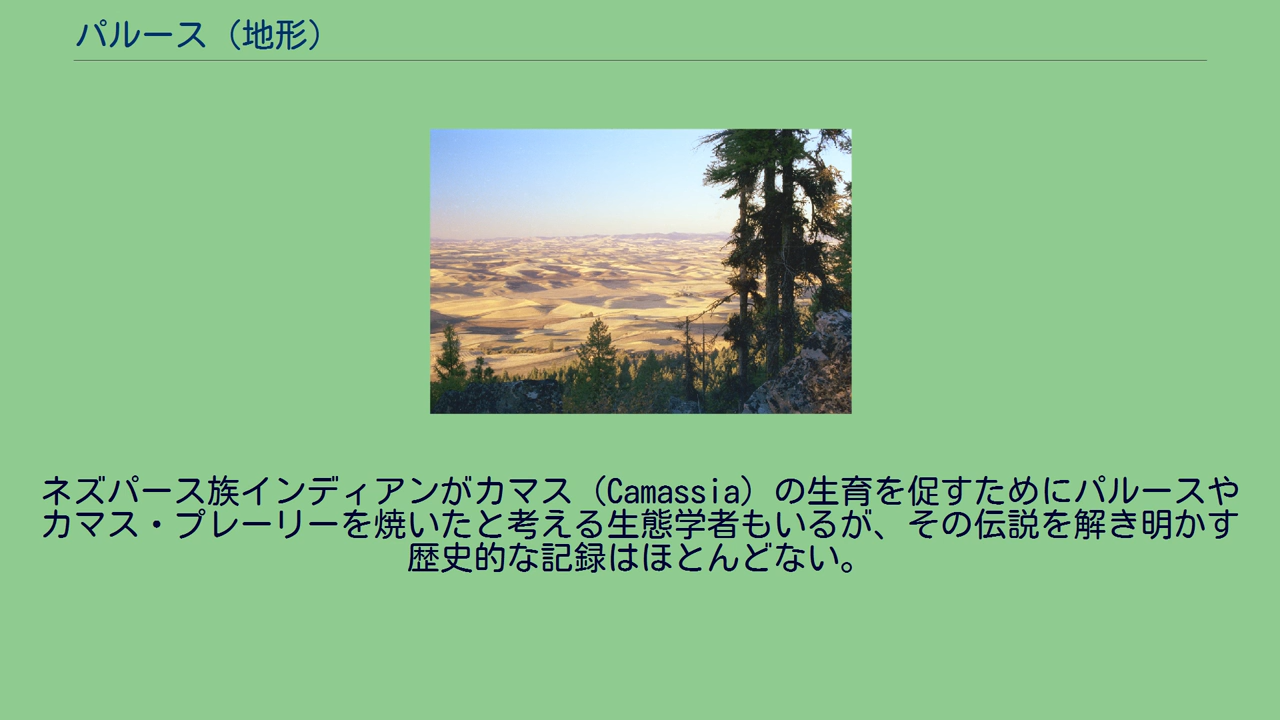 パルース（地形）
ネズパース族インディアンがカマス（Camassia）の生育を促すためにパルースや
カマス・プレーリーを焼いたと考える生態学者もいるが、その伝説を解き明かす
歴史的な記録はほとんどない。